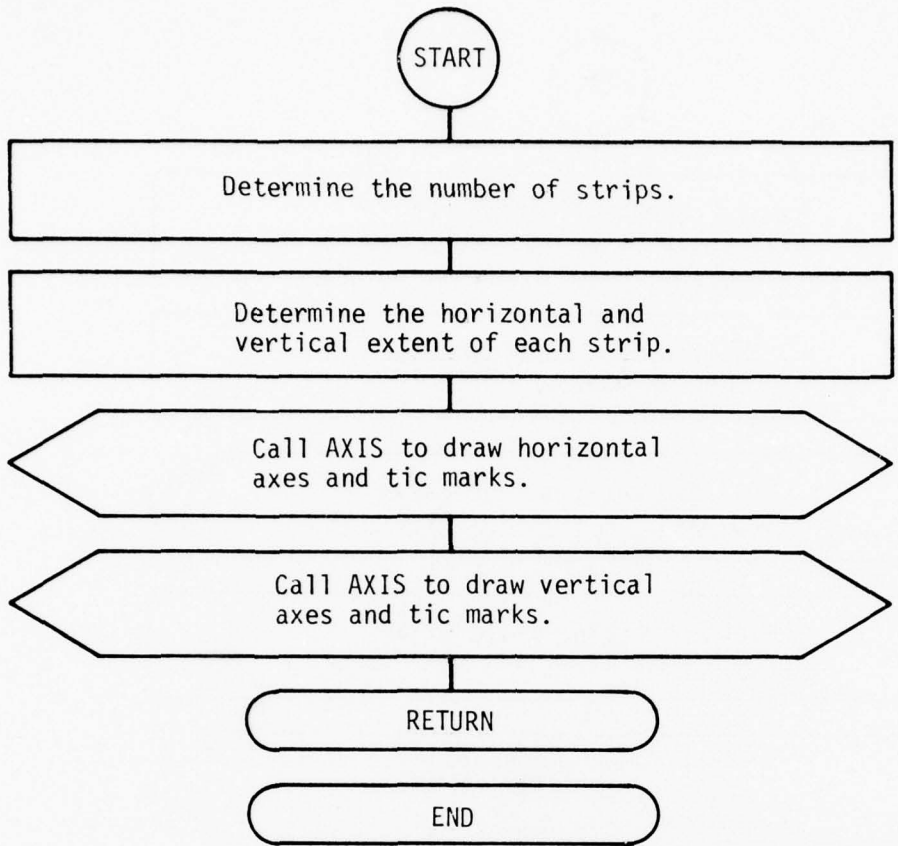 START
Determine the number of strips.
Determine the horizontal and
vertical extent of each strip.
Call AXIS to draw horizontal
axes and tic marks.
Call AXIS to draw vertical
axes and tic marks.
RETURN
END